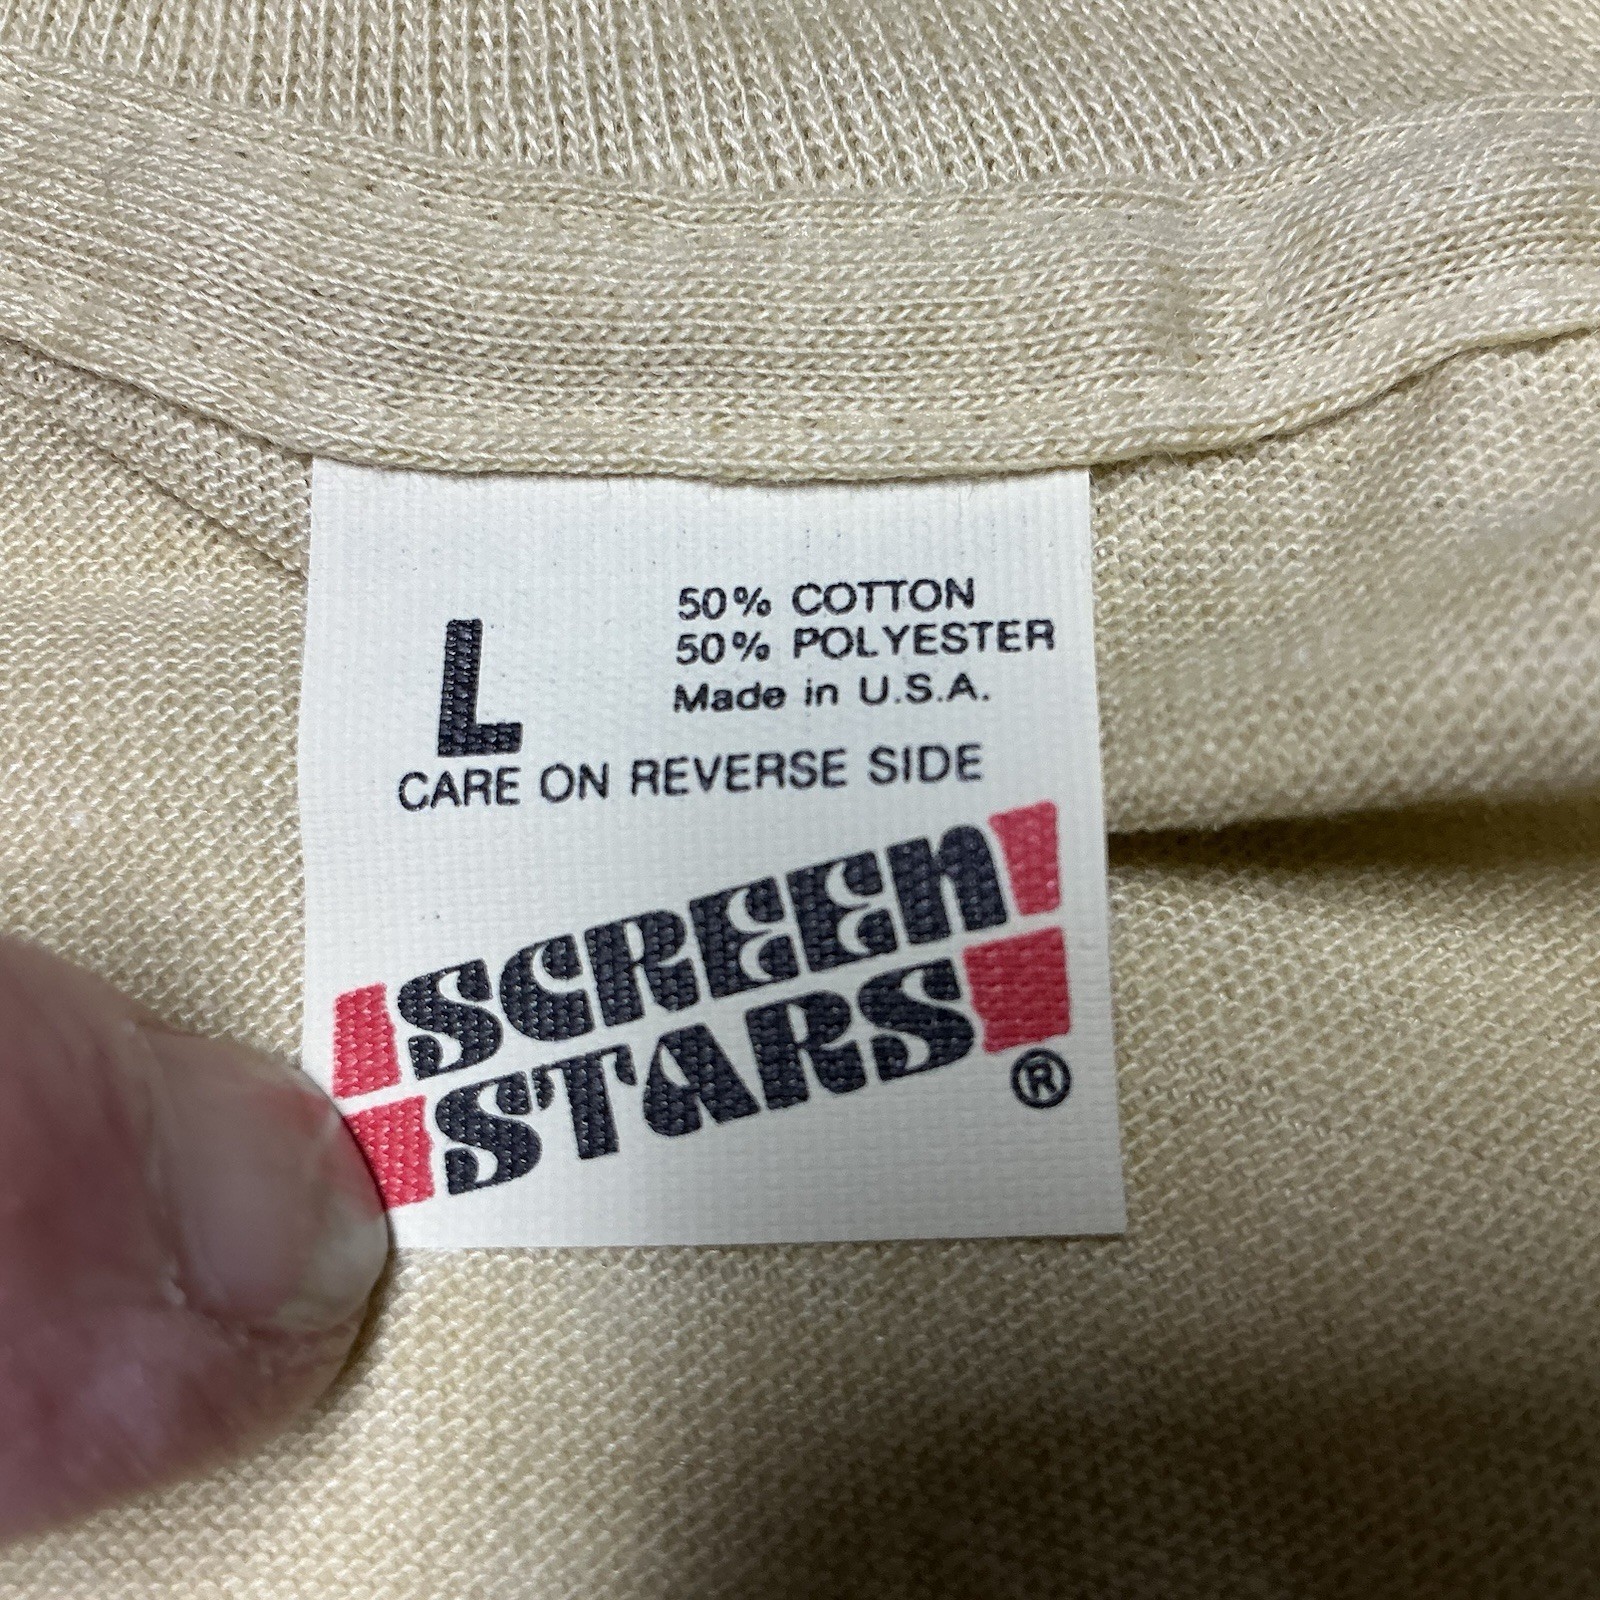 L
50% COTTON
50% POLYESTER
Made in U.S.A.
CARE ON REVERSE SIDE
SCREEN
STARS
®